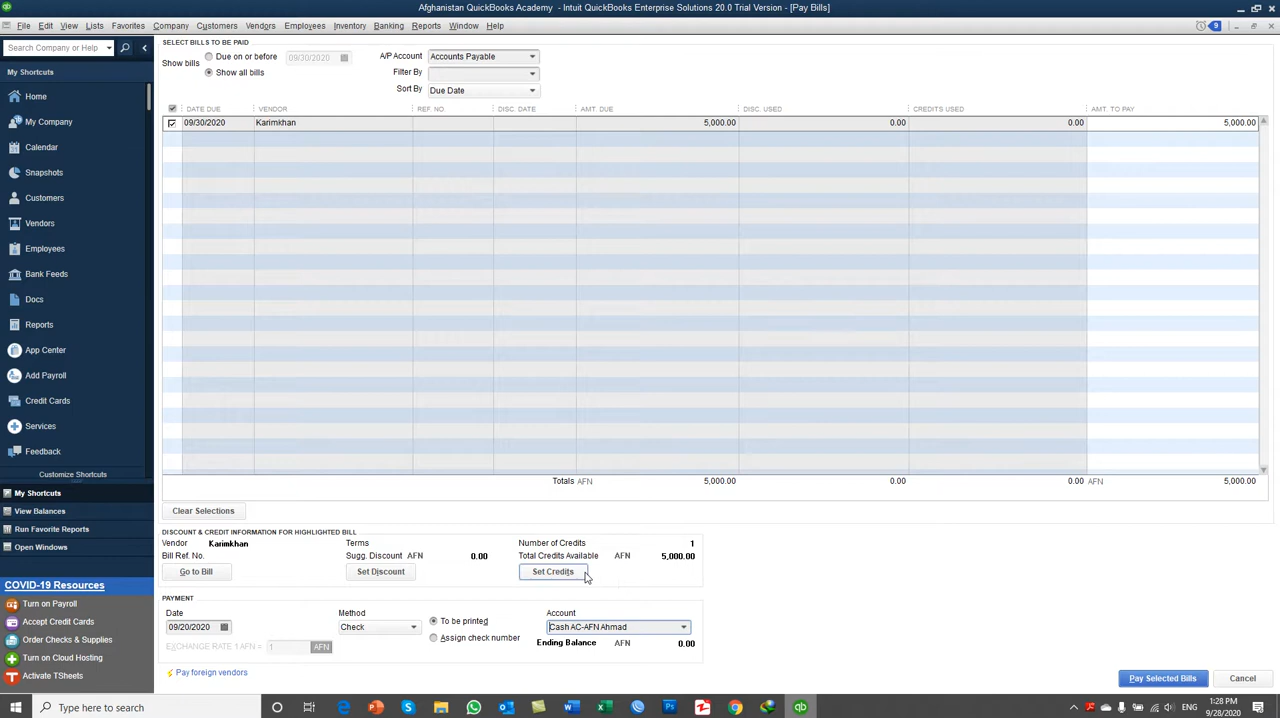 Afghanistan QuickBooks Academy - Intuit QuickBooks Enterprise Solutions 20.0 Trial Version - [Pay Bills]
File Edit View Lists Favorites Company Customers Vendors Employees Inventory Banking Reports Window Help 9
Search Company or Help
My Shortcuts
Home
My Company
Calendar
Snapshots
Customers
Vendors
Employees
Bank Feeds
Docs
Reports
App Center
Add Payroll
Credit Cards
Services
Feedback
Customize Shortcuts
My Shortcuts
View Balances
Run Favorite Reports
Open Windows
COVID-19 Resources
Turn on Payroll
Accept Credit Cards
Order Checks & Supplies
Turn on Cloud Hosting
Activate TSheets
SELECT BILLS TO BE PAID
Show bills Due on or before 09/30/2020 A/P Account Accounts Payable
Show all bills Filter By
Sort By Due Date
DATE DUE VENDOR REF. NO. DISC. DATE AMT. DUE DISC. USED CREDITS USED AMT. TO PAY
09/30/2020 Karimkhan 5,000.00 0.00 0.00 5,000.00
Totals AFN 5,000.00 0.00 0.00 AFN 5,000.00
Clear Selections
DISCOUNT & CREDIT INFORMATION FOR HIGHLIGHTED BILL
Vendor Karimkhan Terms Number of Credits 1
Bill Ref. No. Sugg. Discount AFN 0.00 Total Credits Available AFN 5,000.00
Go to Bill Set Discount Set Credits
PAYMENT
Date Method Account
09/20/2020 Check To be printed Cash AC-AFN Ahmad
Assign check number Ending Balance AFN 0.00
EXCHANGE RATE 1 AFN = 1 AFN
Pay foreign vendors
Pay Selected Bills Cancel
Type here to search
1:28 PM
9/28/2020